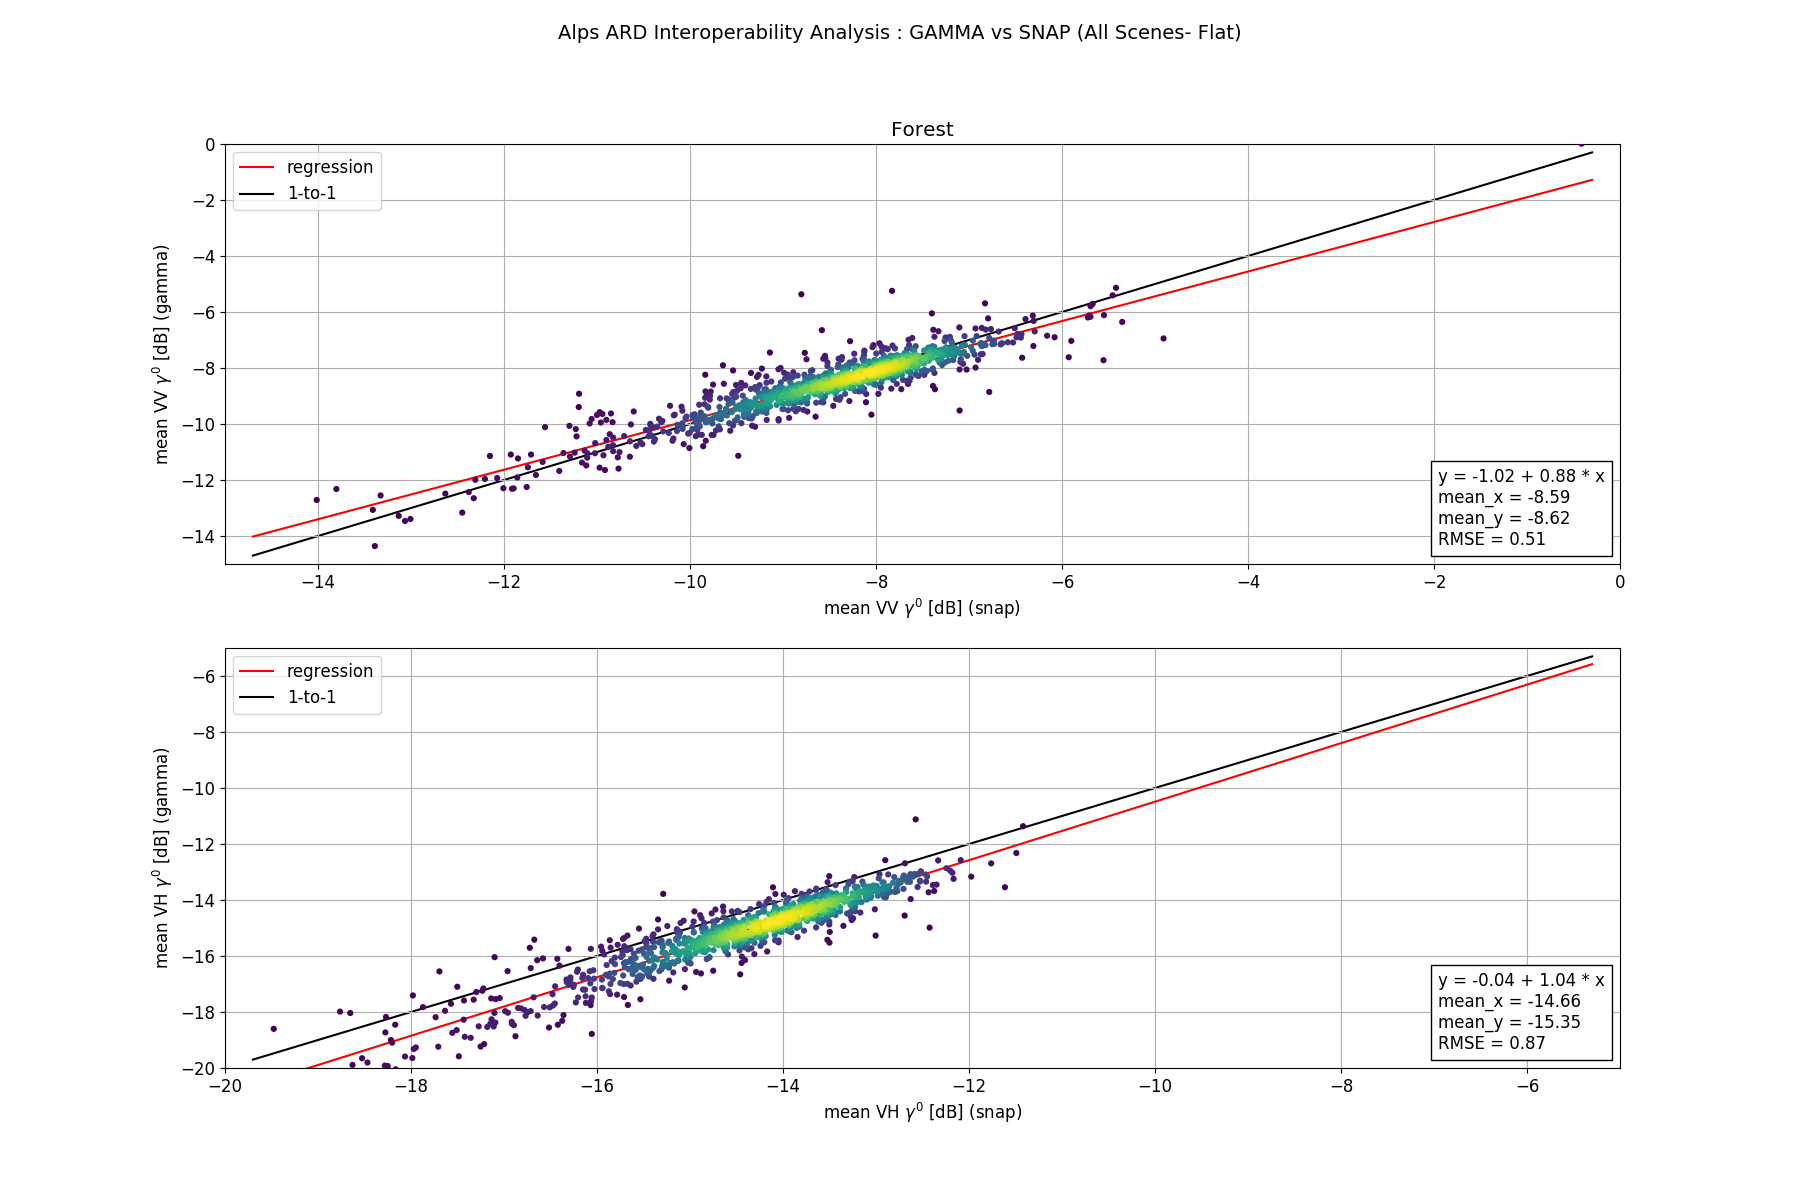 Alps ARD Interoperability Analysis : GAMMA vs SNAP (All Scenes- Flat)
Forest
regression
1-to-1
0
−2
−4
−6
−8
−10
−12
−14
mean VV γ⁰ [dB] (gamma)
y = -1.02 + 0.88 * x
mean_x = -8.59
mean_y = -8.62
RMSE = 0.51
−14 −12 −10 −8 −6 −4 −2 0
mean VV γ⁰ [dB] (snap)
regression
1-to-1
−6
−8
−10
−12
−14
−16
−18
−20
mean VH γ⁰ [dB] (gamma)
y = -0.04 + 1.04 * x
mean_x = -14.66
mean_y = -15.35
RMSE = 0.87
−20 −18 −16 −14 −12 −10 −8 −6
mean VH γ⁰ [dB] (snap)